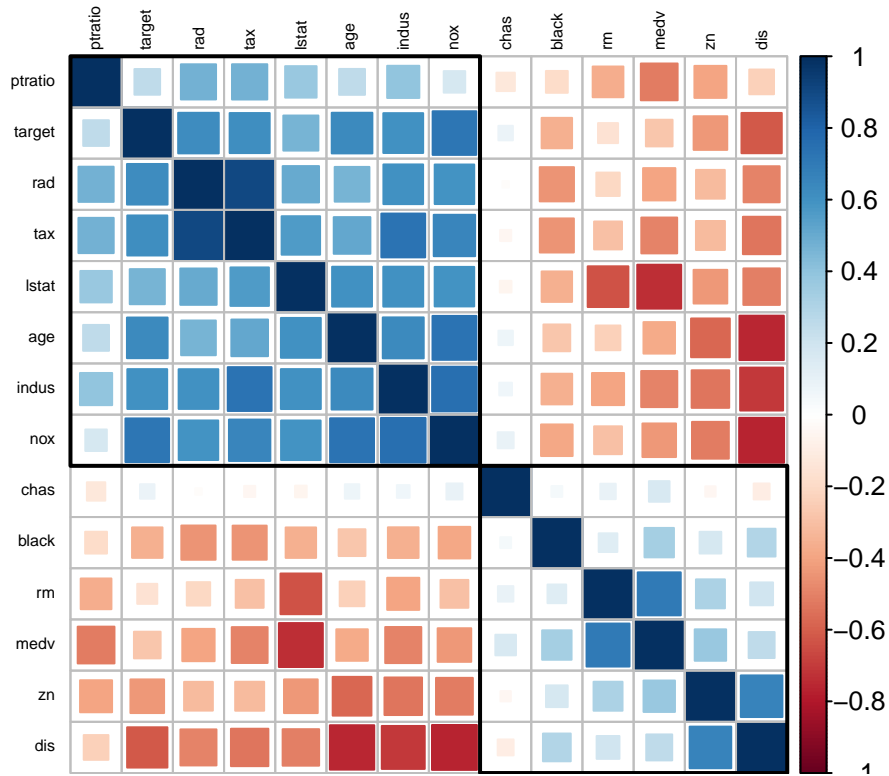 ptratio target rad tax lstat age indus nox chas black rm medv zn dis
ptratio
target
rad
tax
lstat
age
indus
nox
chas
black
rm
medv
zn
dis
1
0.8
0.6
0.4
0.2
0
−0.2
−0.4
−0.6
−0.8